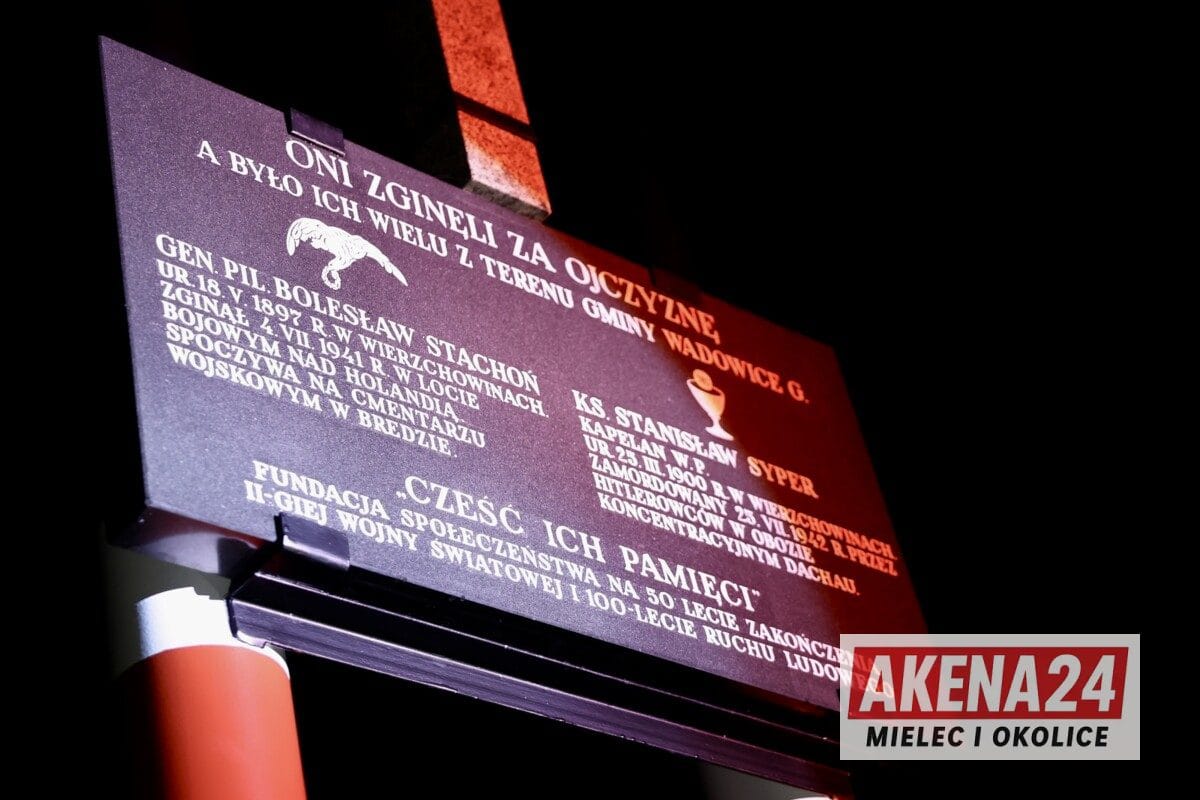 ONI ZGINĘLI ZA OJCZYZNĘ
A BYŁO ICH WIELU Z TERENU GMINY WADOWICE G.
GEN. PIL. BOLESŁAW STACHOŃ
UR. 18. V. 1897 R. W WIERZCHOWINACH.
ZGINĄŁ 4. VII. 1941 R. W LOCIE
BOJOWYM NAD HOLANDIĄ.
SPOCZYWA NA CMENTARZU
WOJSKOWYM W BREDZIE.
KS. STANISŁAW SYPER
KAPELAN W.P.
UR. 23. III. 1900 R. W WIERZCHOWINACH.
ZAMORDOWANY 25. VII. 1942 R. PRZEZ
HITLEROWCÓW W OBOZIE
KONCENTRACYJNYM DACHAU.
„CZEŚĆ ICH PAMIĘCI"
FUNDACJA SPOŁECZEŃSTWA NA 50 LECIE ZAKOŃCZENIA
II-GIEJ WOJNY ŚWIATOWEJ I 100-LECIE RUCHU LUDOWEGO
AKENA24
MIELEC I OKOLICE